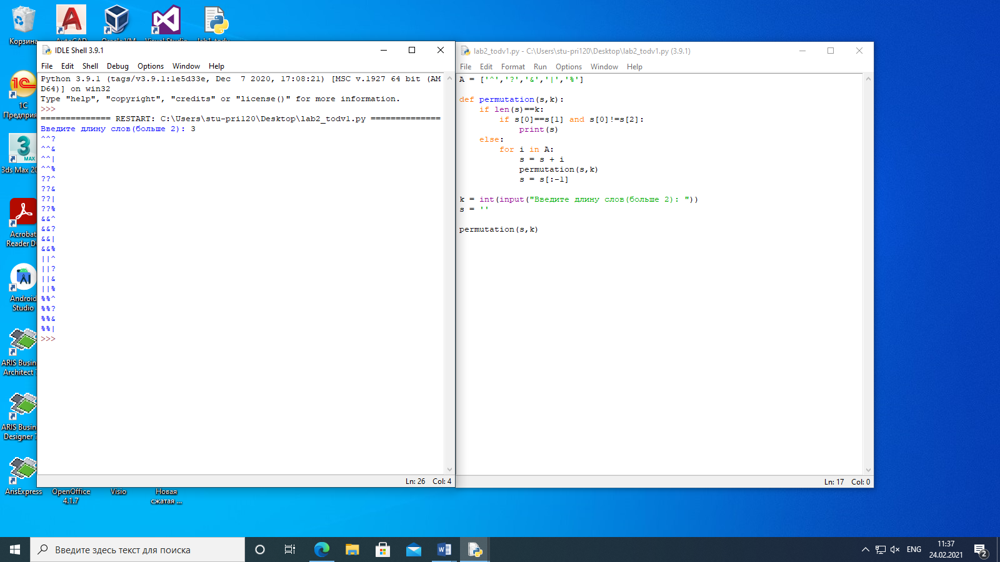 Корзина
AutoCAD
Oracle VM
Visual Studio
lab1_todv
1C
Предприя
3
MAX
3ds Max 20
Acrobat
Reader D
Android
Studio
ARIS Busin
Architect 7
ARIS Busin
Designer 7
ArisExpress
OpenOffice
4.1.7
Visio
Новая
сжатая ...
IDLE Shell 3.9.1
File Edit Shell Debug Options Window Help
Python 3.9.1 (tags/v3.9.1:1e5d33e, Dec  7 2020, 17:08:21) [MSC v.1927 64 bit (AM
D64)] on win32
Type "help", "copyright", "credits" or "license()" for more information.
>>>
============== RESTART: C:\Users\stu-pri120\Desktop\lab2_todv1.py ==============
Введите длину слов(больше 2): 3
^^?
^^&
^^|
^^%
??^
??&
??|
??%
&&^
&&?
&&|
&&%
||^
||?
||&
||%
%%^
%%?
%%&
%%|
>>>
Ln: 26 Col: 4
lab2_todv1.py - C:\Users\stu-pri120\Desktop\lab2_todv1.py (3.9.1)
File Edit Format Run Options Window Help
A = ['^','?','&','|','%']
def permutation(s,k):
    if len(s)==k:
        if s[0]==s[1] and s[0]!=s[2]:
            print(s)
    else:
        for i in A:
            s = s + i
            permutation(s,k)
            s = s[:-1]
k = int(input("Введите длину слов(больше 2): "))
s = ''
permutation(s,k)
Ln: 17 Col: 0
Введите здесь текст для поиска
ENG
11:37
24.02.2021
2